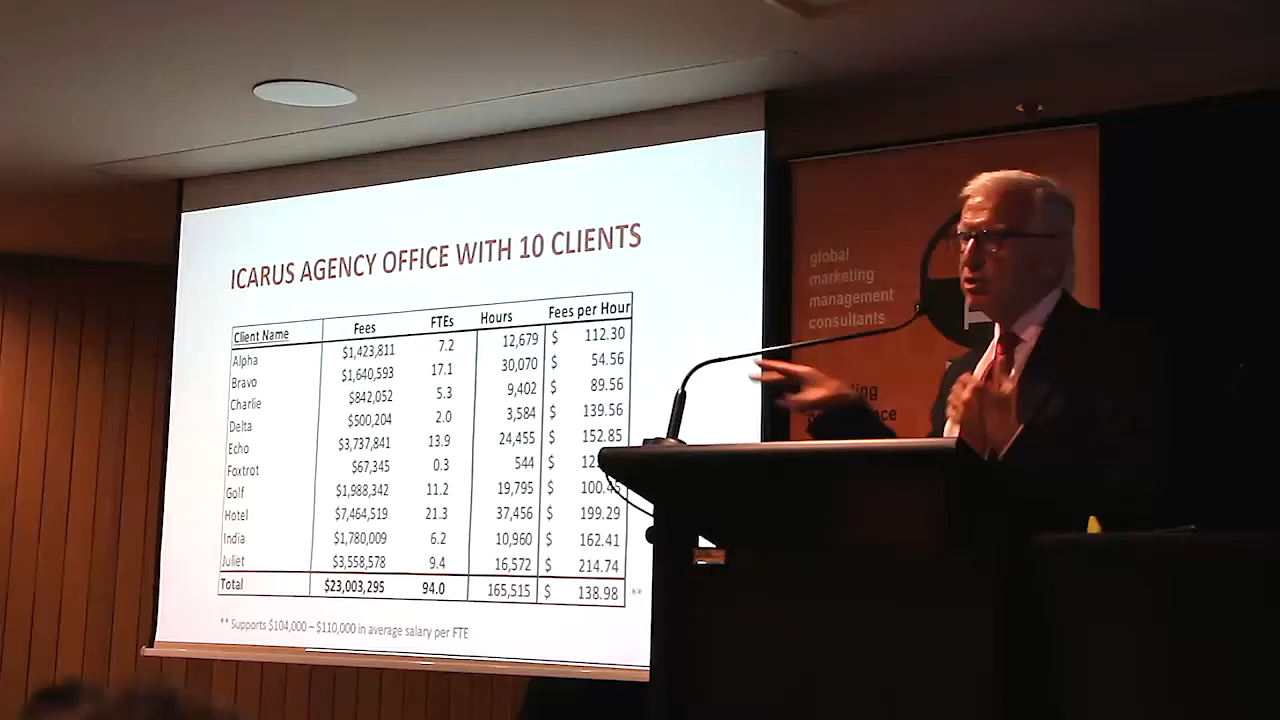 ICARUS AGENCY OFFICE WITH 10 CLIENTS
Client Name Fees FTEs Hours Fees per Hour
Alpha $1,423,811 7.2 12,679 $ 112.30
Bravo $1,640,593 17.1 30,070 $ 54.56
Charlie $842,052 5.3 9,402 $ 89.56
Delta $500,204 2.0 3,584 $ 139.56
Echo $3,737,841 13.9 24,455 $ 152.85
Foxtrot $67,345 0.3 544 $
Golf $1,988,342 11.2 19,795 $ 100.45
Hotel $7,464,519 21.3 37,456 $ 199.29
India $1,780,009 6.2 10,960 $ 162.41
Juliet $3,558,578 9.4 16,572 $ 214.74
Total $23,003,295 94.0 165,515 $ 138.98 **
** Supports $104,000 – $110,000 in average salary per FTE
global
marketing
management
consultants